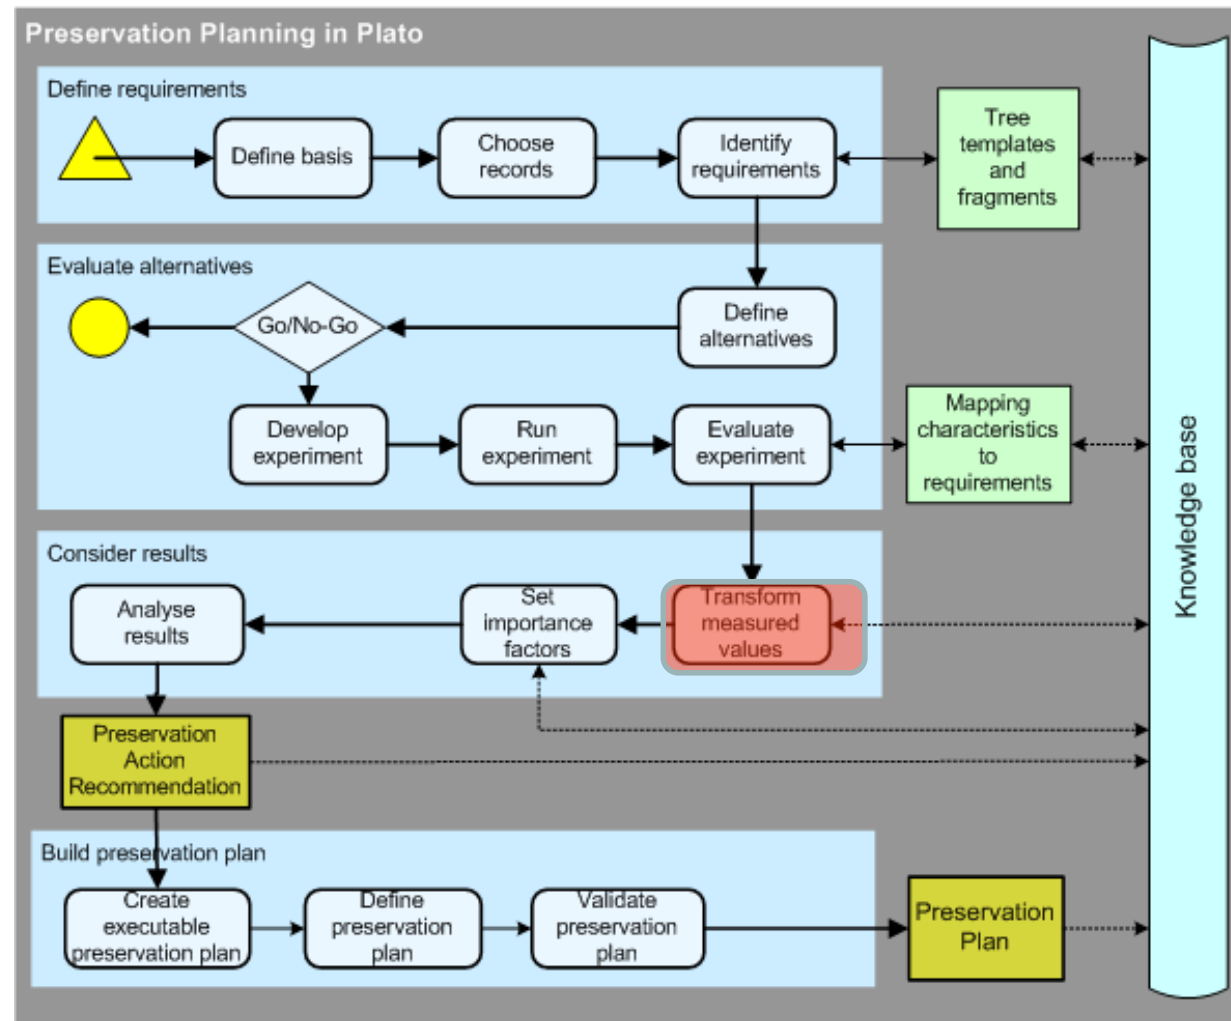 Preservation Planning in Plato
Define requirements
Define basis
Choose
records
Identify
requirements
Tree
templates
and
fragments
Evaluate alternatives
Go/No-Go
Define
alternatives
Develop
experiment
Run
experiment
Evaluate
experiment
Mapping
characteristics
to
requirements
Knowledge base
Consider results
Analyse
results
Set
importance
factors
Transform
measured
values
Preservation
Action
Recommendation
Build preservation plan
Create
executable
preservation plan
Define
preservation
plan
Validate
preservation
plan
Preservation
Plan